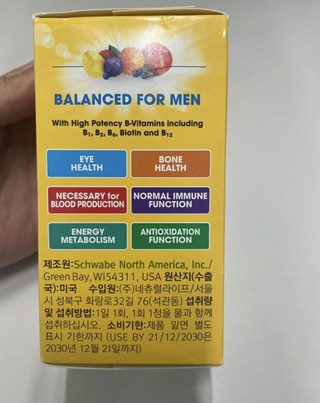 BALANCED FOR MEN
With High Potency B-Vitamins including
B₁, B₂, B₆, Biotin and B₁₂
EYE
HEALTH
BONE
HEALTH
NECESSARY for
BLOOD PRODUCTION
NORMAL IMMUNE
FUNCTION
ENERGY
METABOLISM
ANTIOXIDATION
FUNCTION
제조원:Schwabe North America, Inc./
Green Bay, WI54311, USA 원산지(수출
국):미국 수입원:(주)네츄럴라이프/서울
시 성북구 화랑로32길 76(석관동) 섭취량
및 섭취방법:1일 1회, 1회 1정을 물과 함께
섭취하십시오. 소비기한:제품 밑면 별도
표시 기한까지 (USE BY 21/12/2030은
2030년 12월 21일까지)